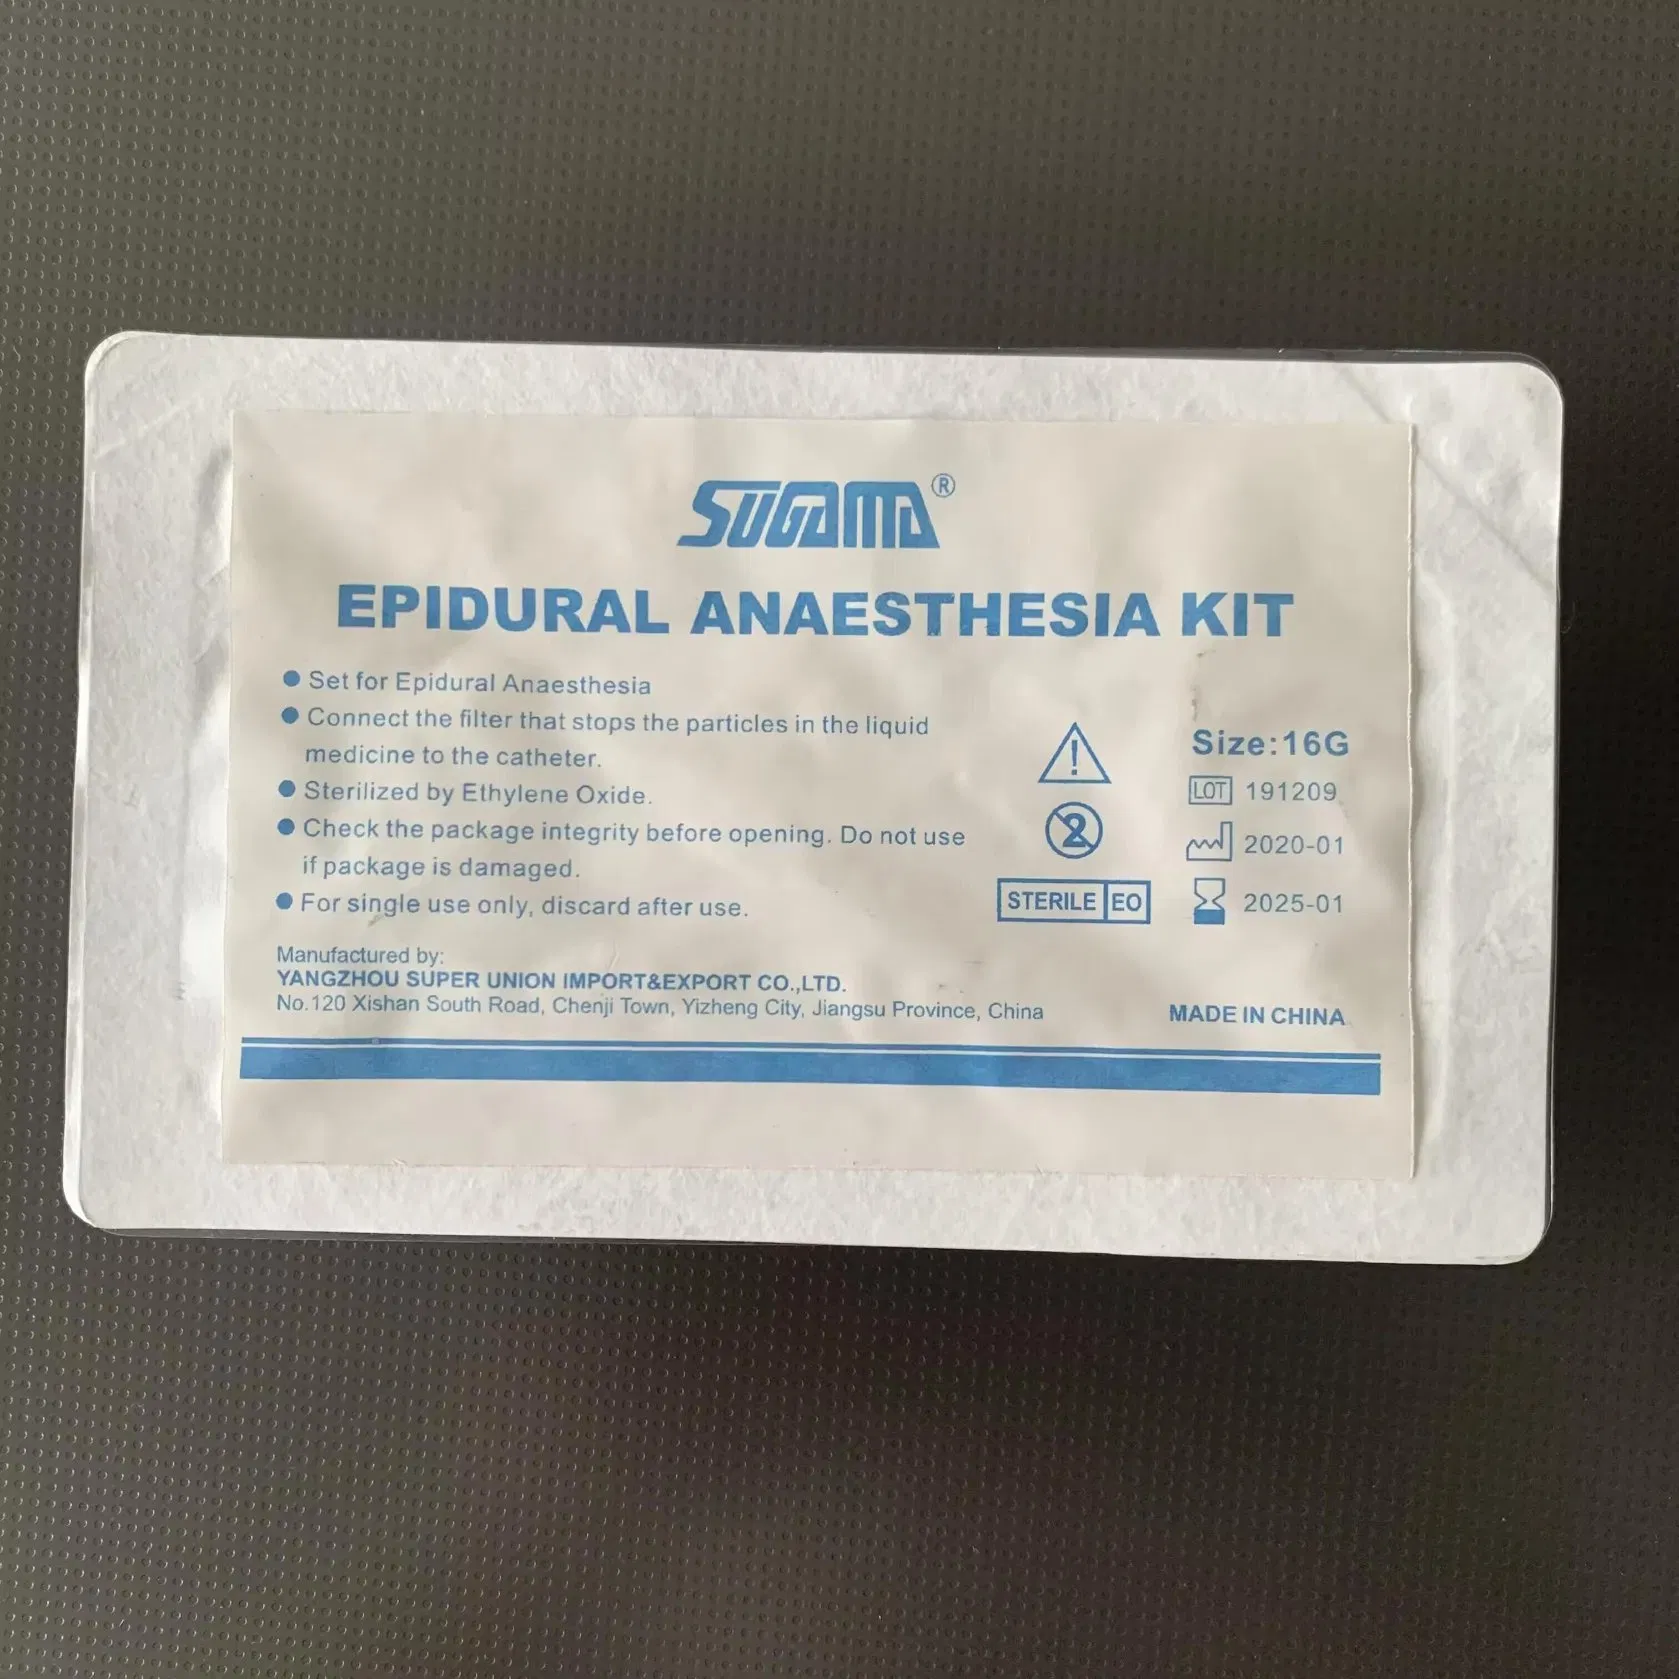 SUGAMA®
EPIDURAL ANAESTHESIA KIT
● Set for Epidural Anaesthesia
● Connect the filter that stops the particles in the liquid
medicine to the catheter.
● Sterilized by Ethylene Oxide.
● Check the package integrity before opening. Do not use
if package is damaged.
● For single use only, discard after use.
!
2
STERILE EO
Size:16G
LOT 191209
2020-01
2025-01
Manufactured by:
YANGZHOU SUPER UNION IMPORT&EXPORT CO.,LTD.
No.120 Xishan South Road, Chenji Town, Yizheng City, Jiangsu Province, China
MADE IN CHINA